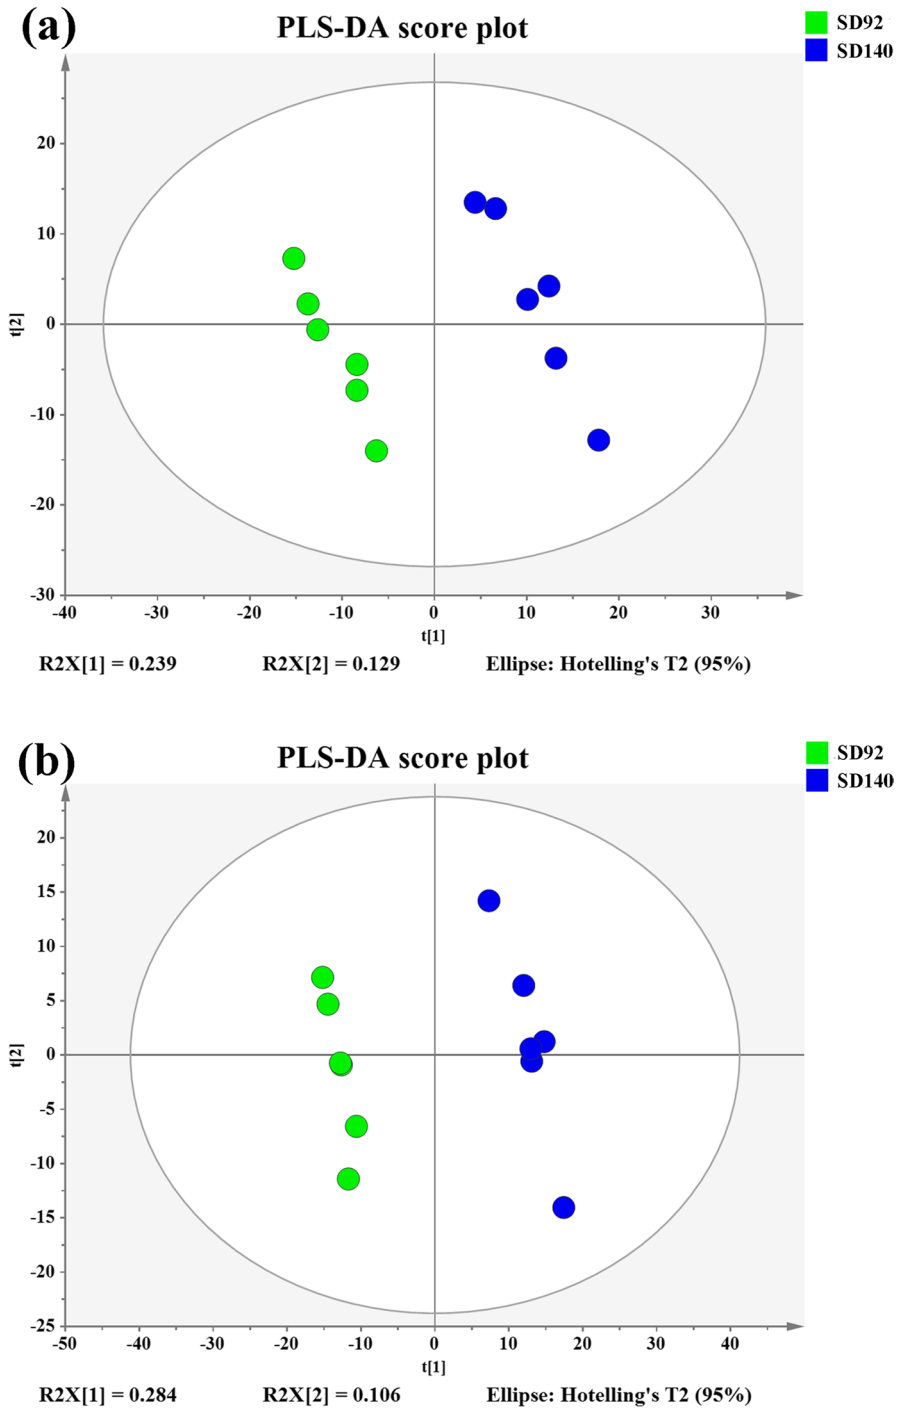 (a)
PLS-DA score plot
SD92
SD140
20
10
0
-10
-20
-30
t[2]
-40 -30 -20 -10 0 10 20 30
t[1]
R2X[1] = 0.239 R2X[2] = 0.129 Ellipse: Hotelling's T2 (95%)
(b)
PLS-DA score plot
SD92
SD140
20
15
10
5
0
-5
-10
-15
-20
-25
t[2]
-50 -40 -30 -20 -10 0 10 20 30 40
t[1]
R2X[1] = 0.284 R2X[2] = 0.106 Ellipse: Hotelling's T2 (95%)